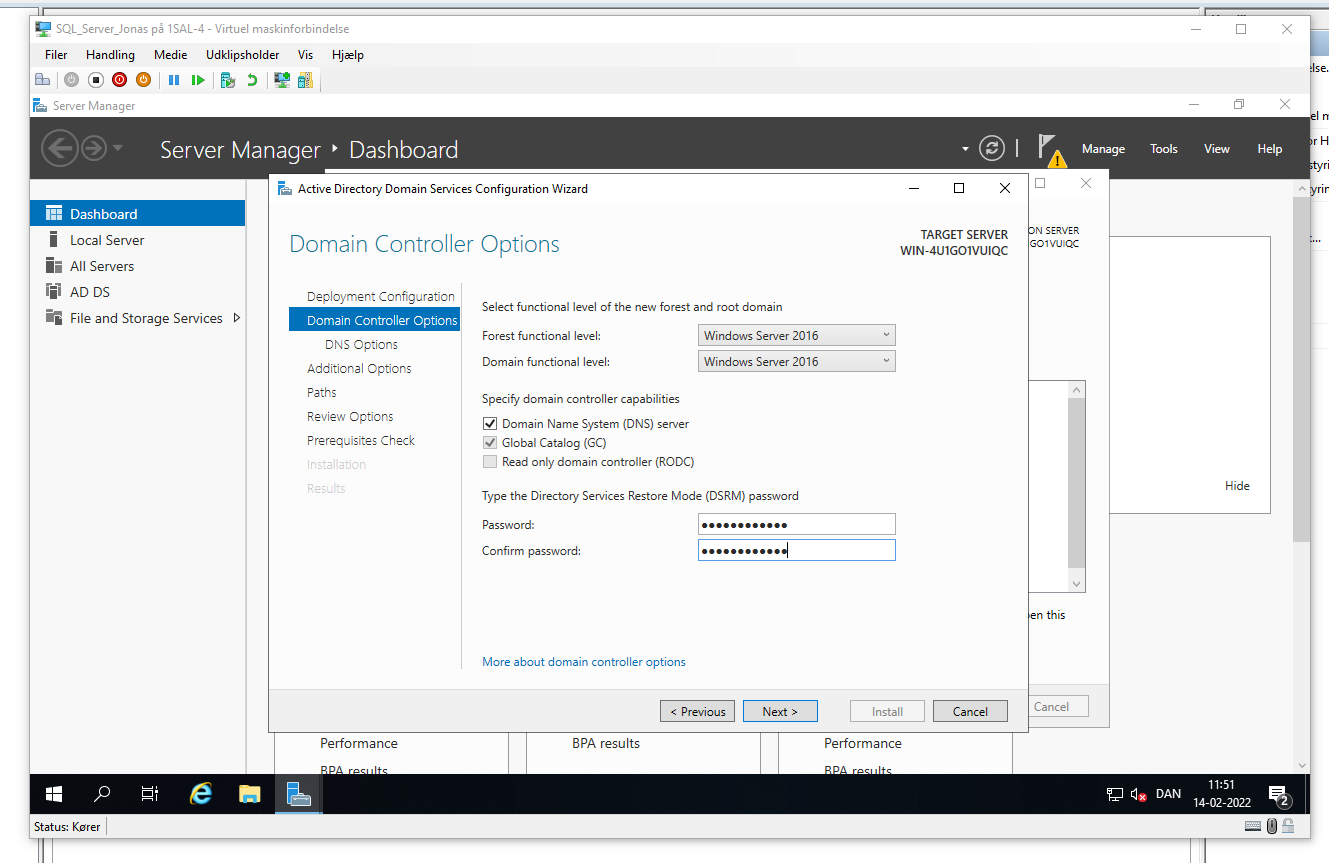 SQL_Server_Jonas på 1SAL-4 - Virtuel maskinforbindelse
Filer Handling Medie Udklipsholder Vis Hjælp
Server Manager
Server Manager Dashboard
Manage Tools View Help
Dashboard
Local Server
All Servers
AD DS
File and Storage Services
Active Directory Domain Services Configuration Wizard
Domain Controller Options
TARGET SERVER
WIN-4U1GO1VUIQC
ON SERVER
GO1VUIQC
Deployment Configuration
Domain Controller Options
DNS Options
Additional Options
Paths
Review Options
Prerequisites Check
Installation
Results
Select functional level of the new forest and root domain
Forest functional level: Windows Server 2016
Domain functional level: Windows Server 2016
Specify domain controller capabilities
Domain Name System (DNS) server
Global Catalog (GC)
Read only domain controller (RODC)
Type the Directory Services Restore Mode (DSRM) password
Password: ●●●●●●●●●●●●
Confirm password: ●●●●●●●●●●●●
More about domain controller options
< Previous Next > Install Cancel
Hide
en this
Cancel
Performance BPA results Performance
BPA results BPA results
DAN
11:51
14-02-2022
2
Status: Kører